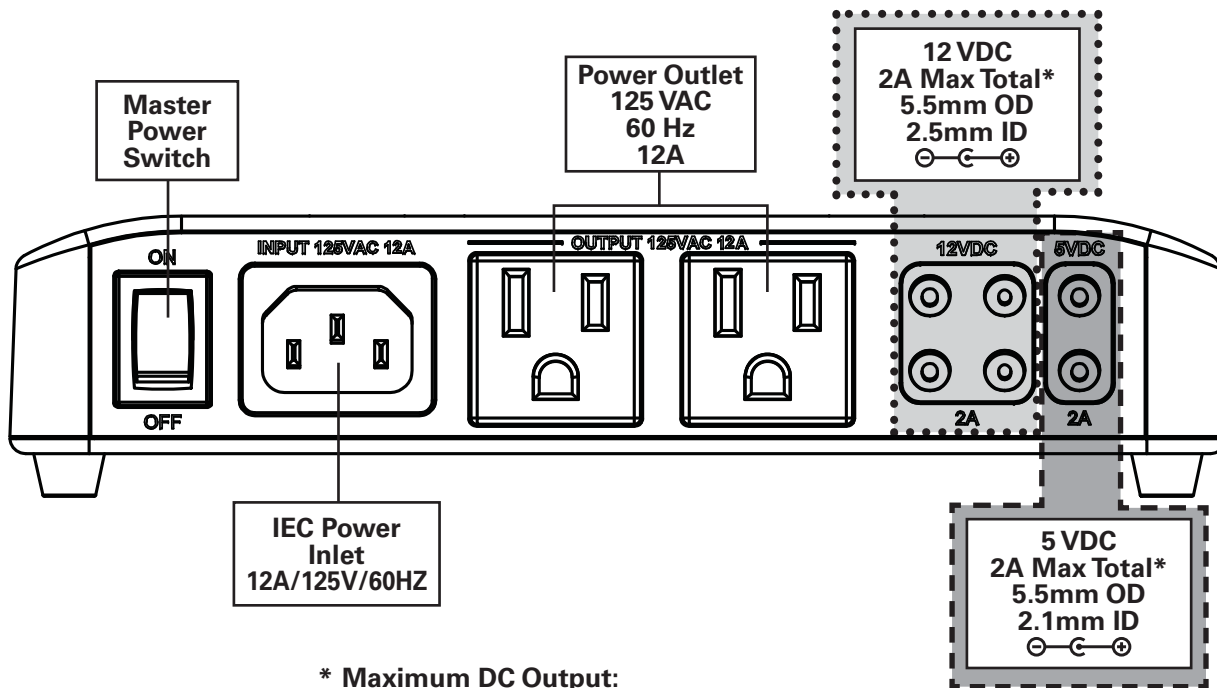 12 VDC
2A Max Total*
5.5mm OD
2.5mm ID
Power Outlet
125 VAC
60 Hz
12A
Master
Power
Switch
ON
INPUT 125VAC 12A
OUTPUT 125VAC 12A
12VDC
5VDC
OFF
2A
2A
IEC Power
Inlet
12A/125V/60HZ
5 VDC
2A Max Total*
5.5mm OD
2.1mm ID
* Maximum DC Output: